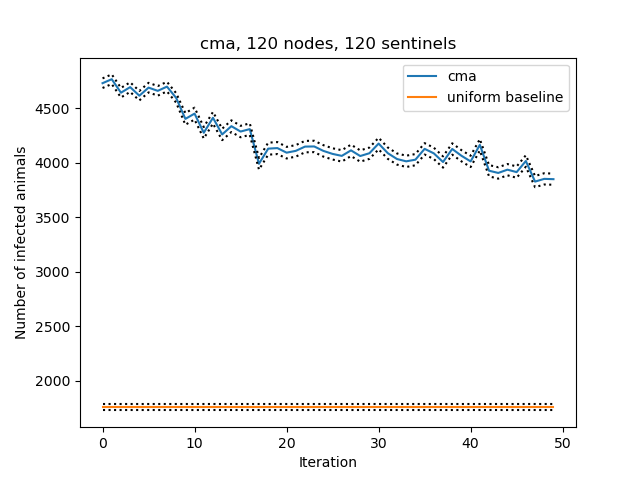 cma, 120 nodes, 120 sentinels
cma
uniform baseline
Number of infected animals
4500
4000
3500
3000
2500
2000
0
10
20
30
40
50
Iteration